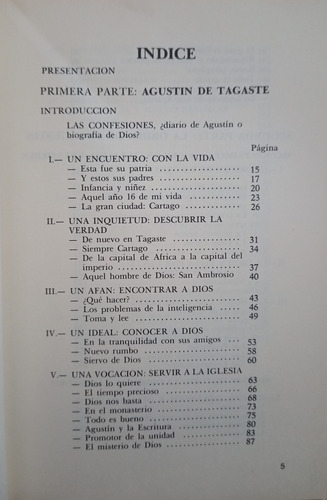 INDICE
PRESENTACION
PRIMERA PARTE: AGUSTIN DE TAGASTE
INTRODUCCION
LAS CONFESIONES, ¿diario de Agustín o
biografía de Dios?
Página
I.— UN ENCUENTRO: CON LA VIDA
— Esta fue su patria 15
— Y estos sus padres 17
— Infancia y niñez 20
— Aquel año 16 de mi vida 23
— La gran ciudad: Cartago 26
II.— UNA INQUIETUD: DESCUBRIR LA
VERDAD
— De nuevo en Tagaste 31
— Siempre Cartago 34
— De la capital de Africa a la capital del
imperio 37
— Aquel hombre de Dios: San Ambrosio 40
III.— UN AFAN: ENCONTRAR A DIOS
— ¿Qué hacer? 43
— Los problemas de la inteligencia 46
— Toma y lee 49
IV.— UN IDEAL: CONOCER A DIOS
— En la tranquilidad con sus amigos 53
— Nuevo rumbo 58
— Siervo de Dios 60
V.— UNA VOCACION: SERVIR A LA IGLESIA
— Dios lo quiere 63
— El tiempo precioso 66
— Dios nos basta 68
— En el monasterio 73
— Todo es bueno 75
— Agustín y la Escritura 80
— Promotor de la unidad 83
— El misterio de Dios 87
5